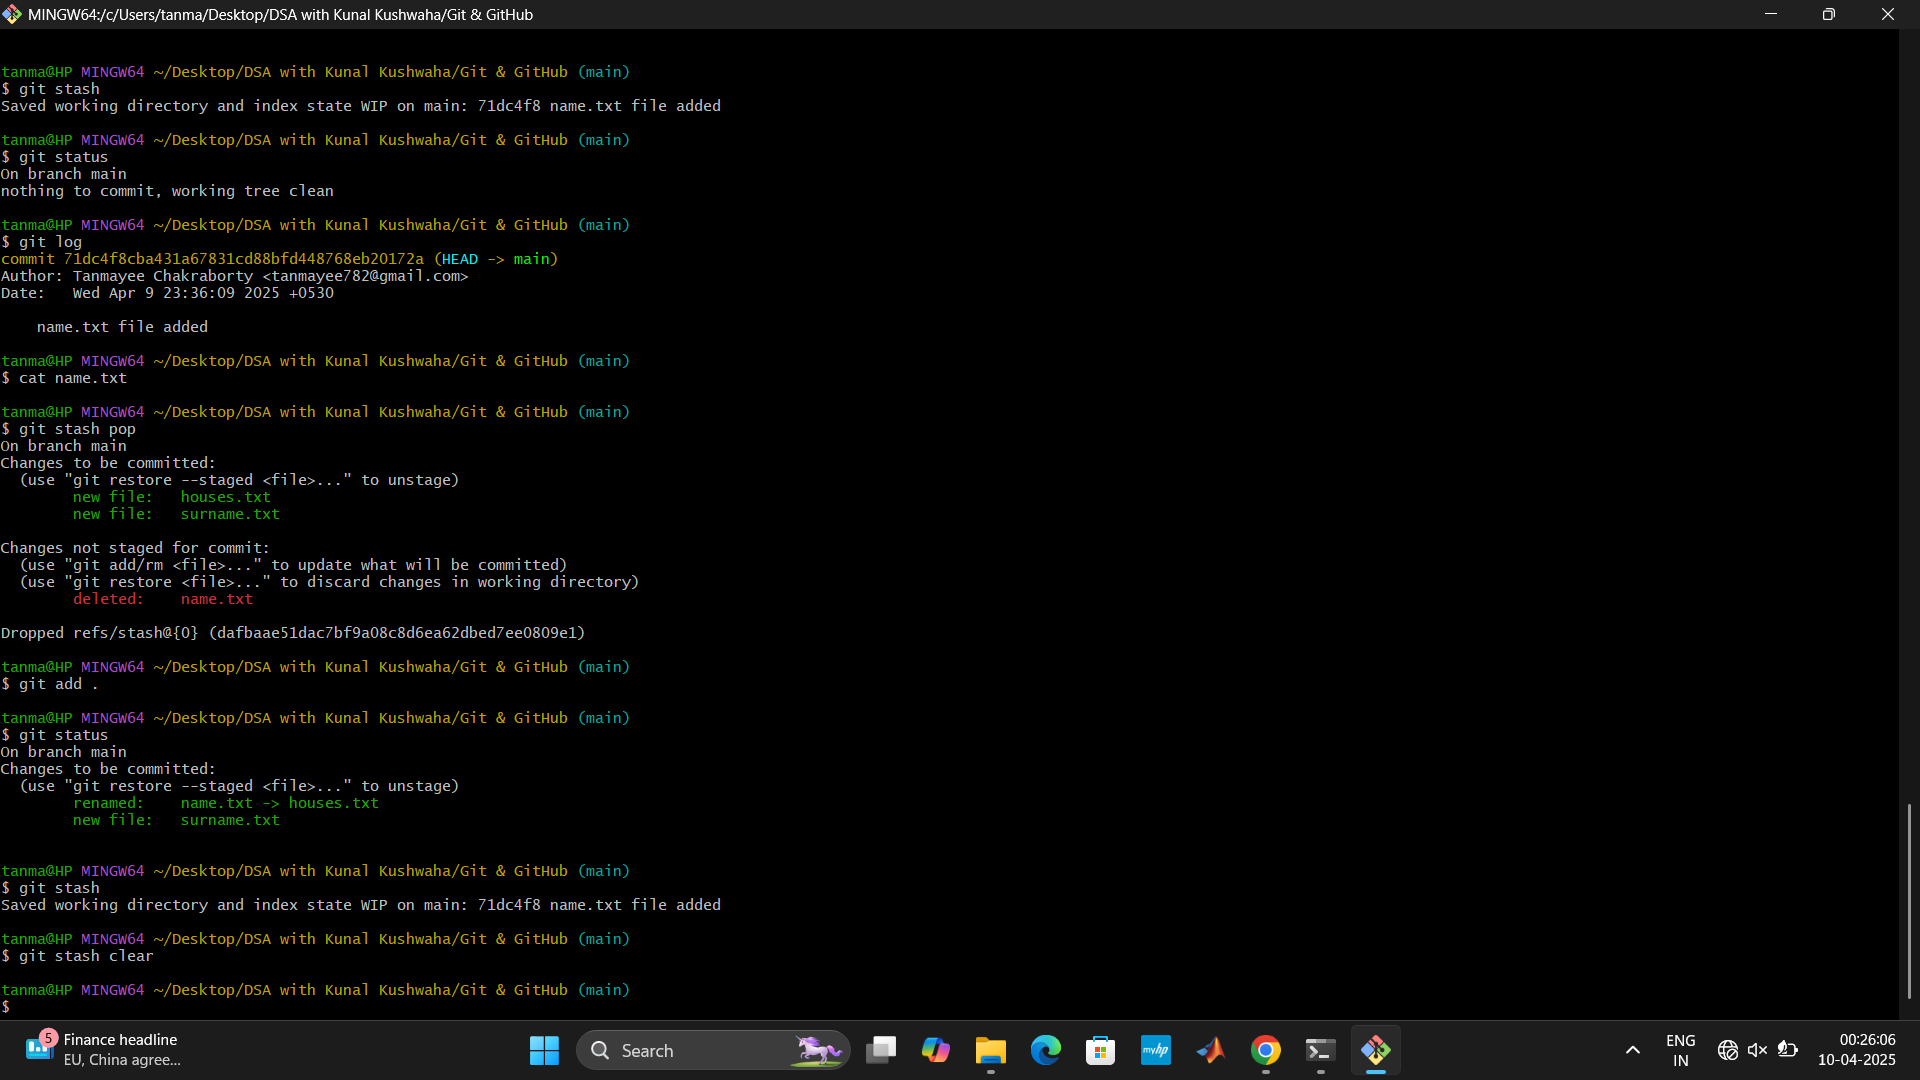 MINGW64:/c/Users/tanma/Desktop/DSA with Kunal Kushwaha/Git & GitHub
tanma@HP MINGW64 ~/Desktop/DSA with Kunal Kushwaha/Git & GitHub (main)
$ git stash
Saved working directory and index state WIP on main: 71dc4f8 name.txt file added
tanma@HP MINGW64 ~/Desktop/DSA with Kunal Kushwaha/Git & GitHub (main)
$ git status
On branch main
nothing to commit, working tree clean
tanma@HP MINGW64 ~/Desktop/DSA with Kunal Kushwaha/Git & GitHub (main)
$ git log
commit 71dc4f8cba431a67831cd88bfd448768eb20172a (HEAD -> main)
Author: Tanmayee Chakraborty <tanmayee782@gmail.com>
Date:   Wed Apr 9 23:36:09 2025 +0530
    name.txt file added
tanma@HP MINGW64 ~/Desktop/DSA with Kunal Kushwaha/Git & GitHub (main)
$ cat name.txt
tanma@HP MINGW64 ~/Desktop/DSA with Kunal Kushwaha/Git & GitHub (main)
$ git stash pop
On branch main
Changes to be committed:
  (use "git restore --staged <file>..." to unstage)
        new file:   houses.txt
        new file:   surname.txt
Changes not staged for commit:
  (use "git add/rm <file>..." to update what will be committed)
  (use "git restore <file>..." to discard changes in working directory)
        deleted:    name.txt
Dropped refs/stash@{0} (dafbaae51dac7bf9a08c8d6ea62dbed7ee0809e1)
tanma@HP MINGW64 ~/Desktop/DSA with Kunal Kushwaha/Git & GitHub (main)
$ git add .
tanma@HP MINGW64 ~/Desktop/DSA with Kunal Kushwaha/Git & GitHub (main)
$ git status
On branch main
Changes to be committed:
  (use "git restore --staged <file>..." to unstage)
        renamed:    name.txt -> houses.txt
        new file:   surname.txt
tanma@HP MINGW64 ~/Desktop/DSA with Kunal Kushwaha/Git & GitHub (main)
$ git stash
Saved working directory and index state WIP on main: 71dc4f8 name.txt file added
tanma@HP MINGW64 ~/Desktop/DSA with Kunal Kushwaha/Git & GitHub (main)
$ git stash clear
tanma@HP MINGW64 ~/Desktop/DSA with Kunal Kushwaha/Git & GitHub (main)
$
5
Finance headline
EU, China agree...
Search
myhp
ENG
IN
00:26:06
10-04-2025